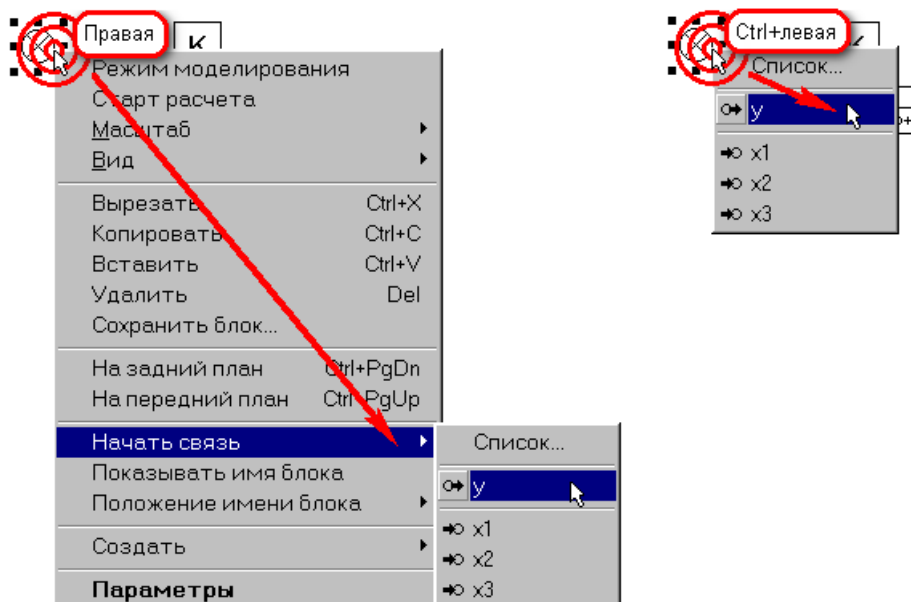 Правая
K
Режим моделирования
Старт расчета
Масштаб
Вид
Вырезать Ctrl+X
Копировать Ctrl+C
Вставить Ctrl+V
Удалить Del
Сохранить блок...
На задний план Ctrl+PgDn
На передний план Ctrl+PgUp
Начать связь
Показывать имя блока
Положение имени блока
Создать
Параметры
Список...
y
x1
x2
x3
Ctrl+левая
Список...
y
x1
x2
x3